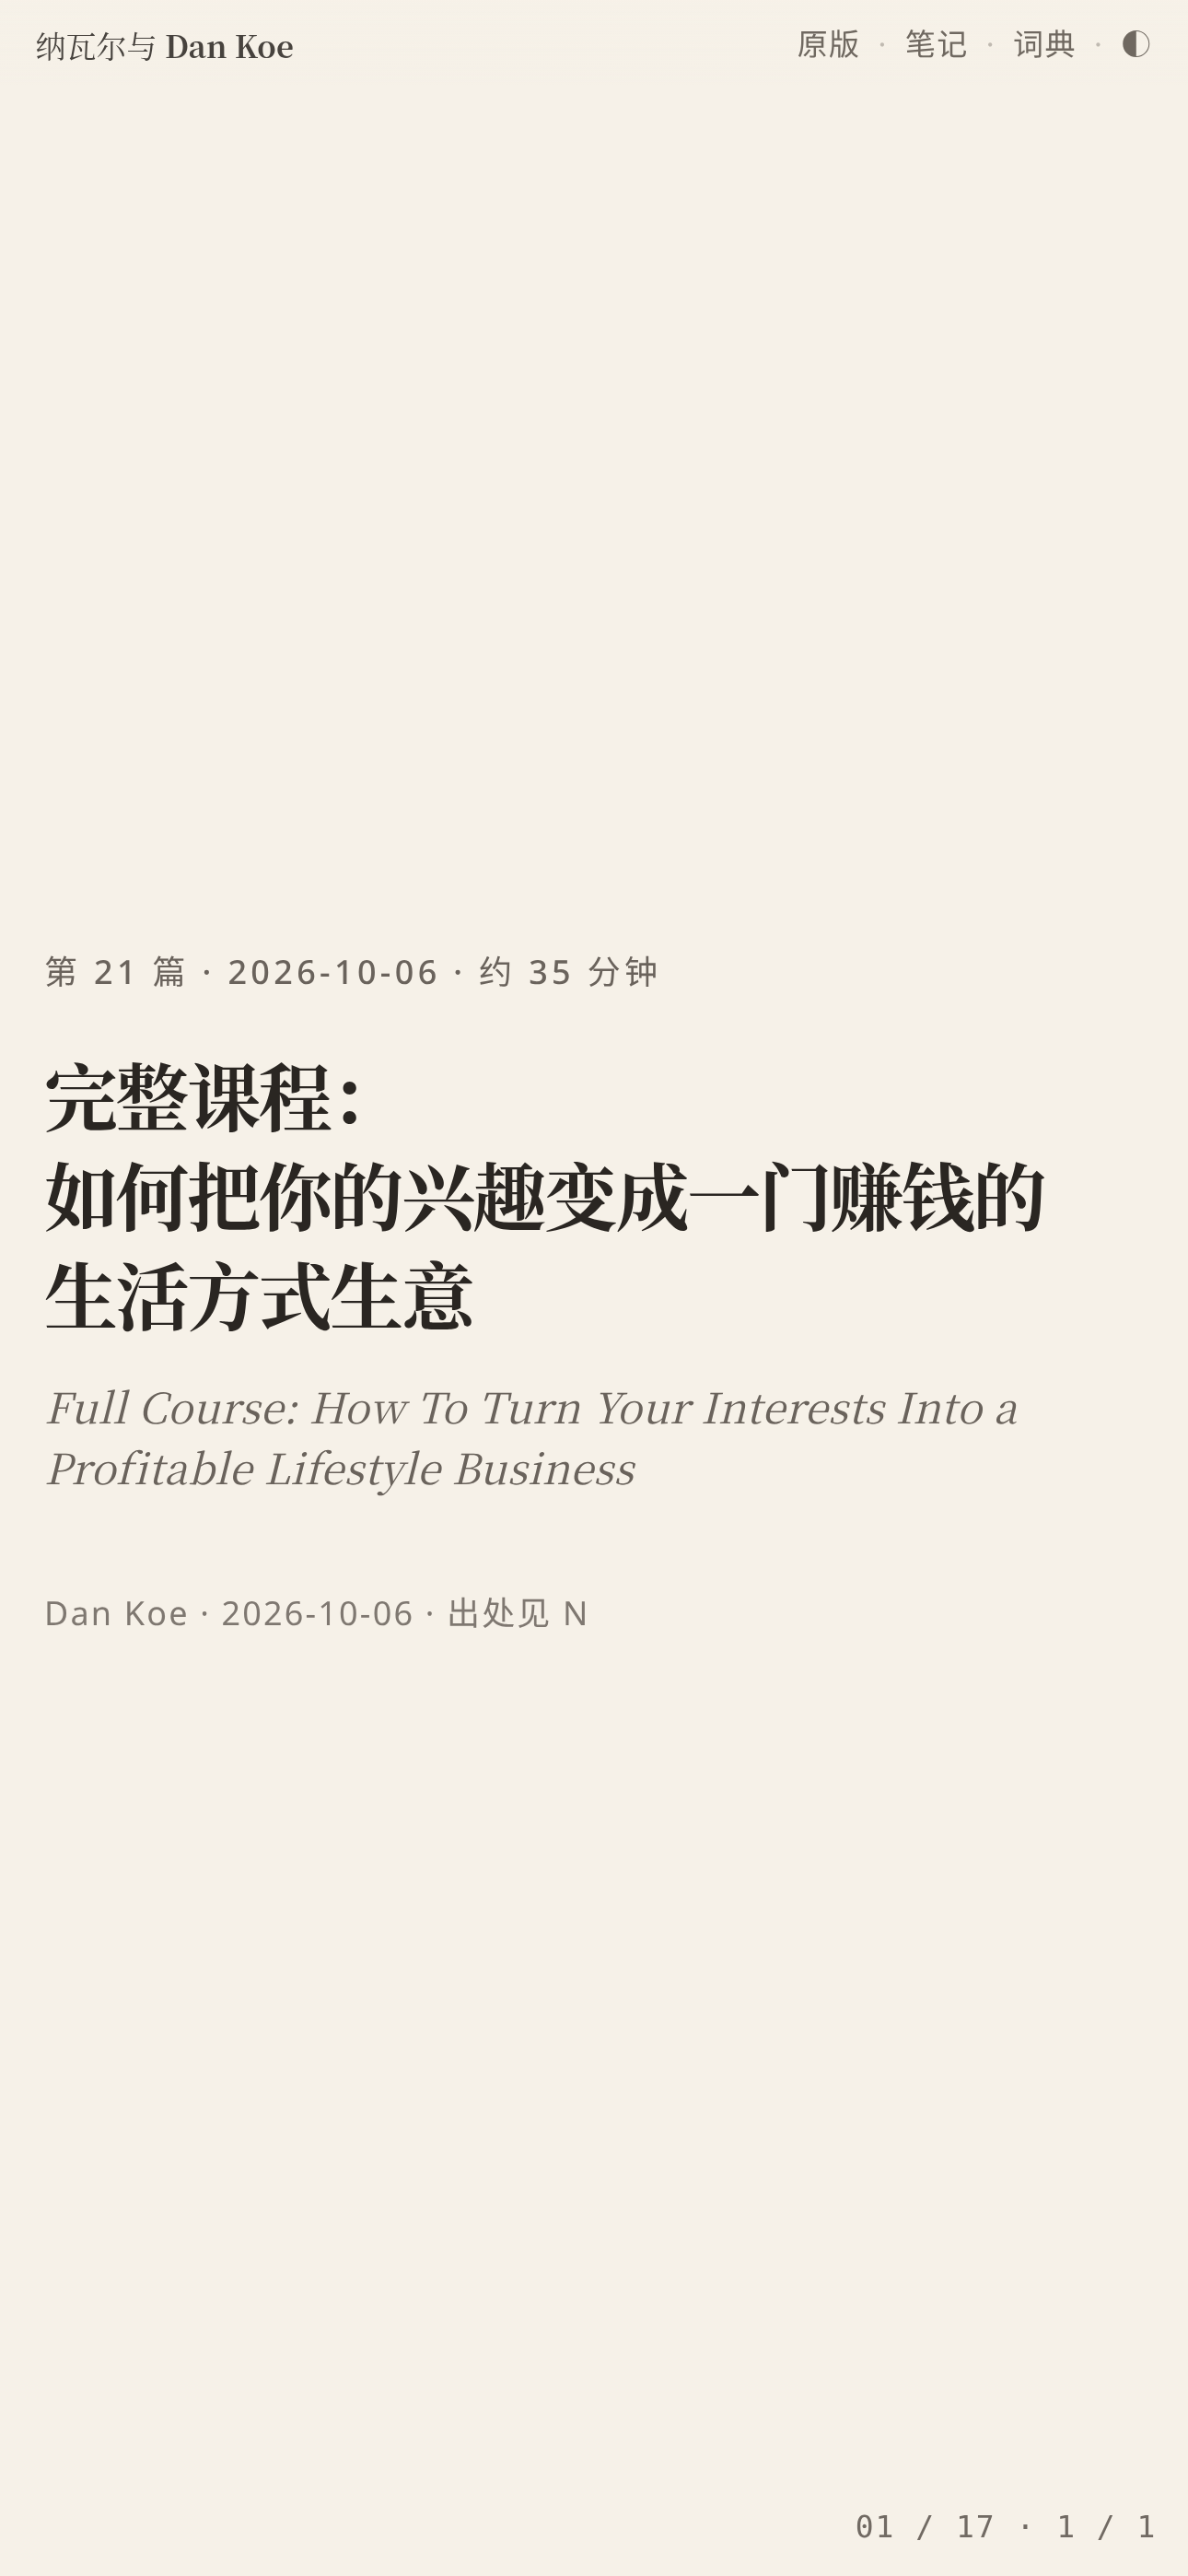 纳瓦尔与 Dan Koe
原版 · 笔记 · 词典 · ◐
第 21 篇 · 2026-10-06 · 约 35 分钟
完整课程：
如何把你的兴趣变成一门赚钱的
生活方式生意
Full Course: How To Turn Your Interests Into a
Profitable Lifestyle Business
Dan Koe · 2026-10-06 · 出处见 N
01 / 17 · 1 / 1